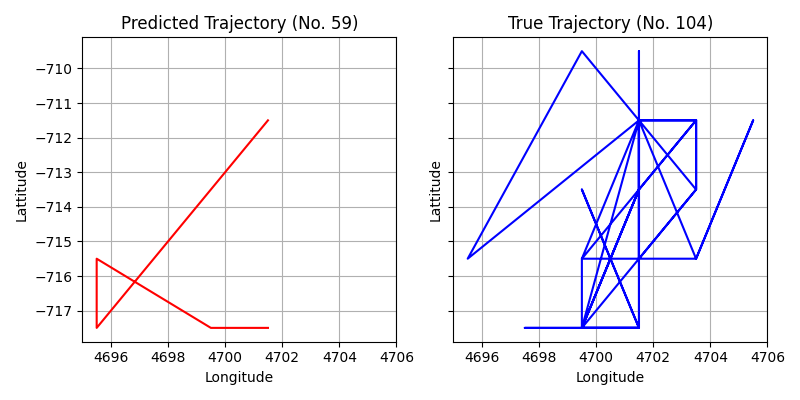 Predicted Trajectory (No. 59)
True Trajectory (No. 104)
−710
−711
−712
−713
−714
−715
−716
−717
Lattitude
Lattitude
4696 4698 4700 4702 4704 4706
4696 4698 4700 4702 4704 4706
Longitude
Longitude